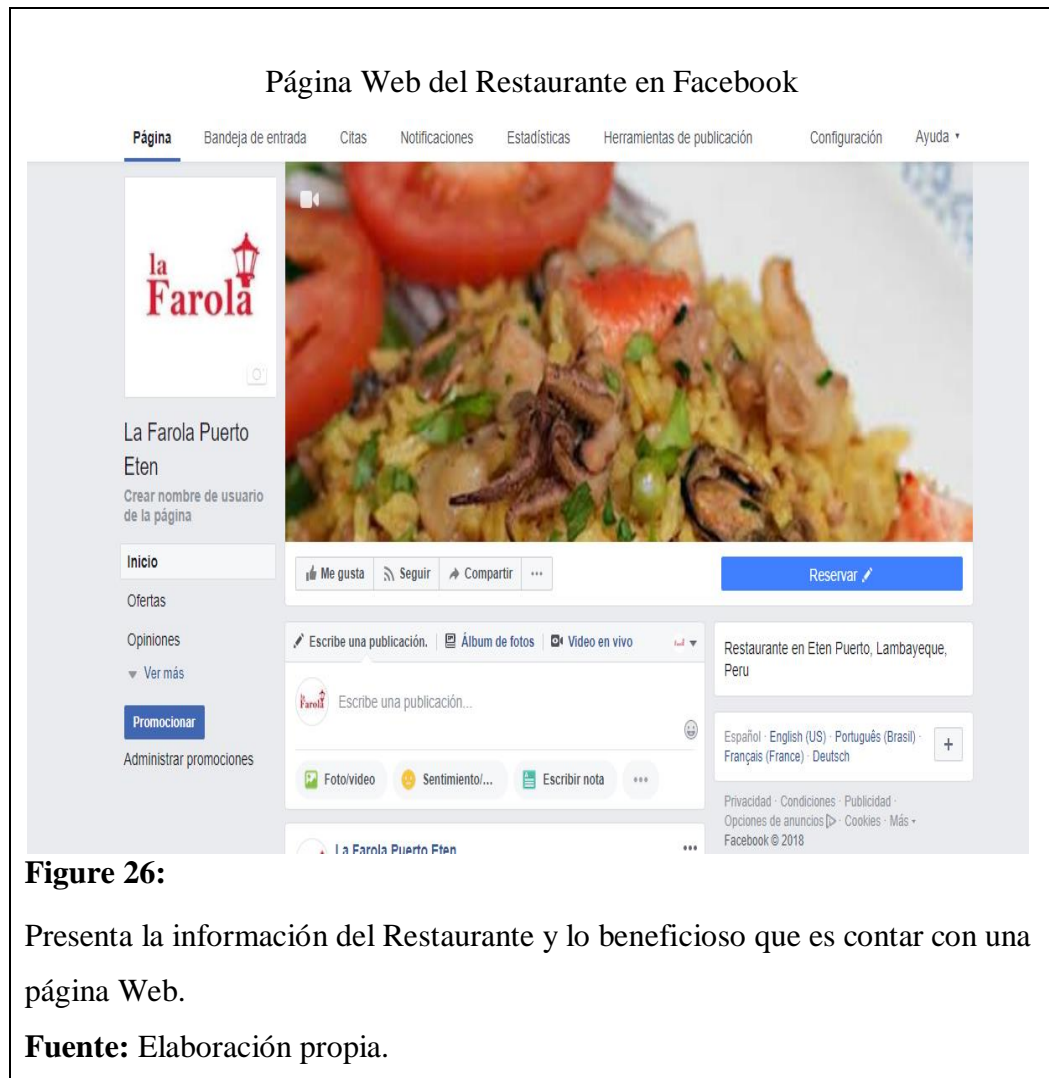 Página Web del Restaurante en Facebook
Página Bandeja de entrada Citas Notificaciones Estadísticas Herramientas de publicación Configuración Ayuda
la
Farola
La Farola Puerto
Eten
Crear nombre de usuario
de la página
Inicio
Ofertas
Opiniones
Ver más
Promocionar
Administrar promociones
Me gusta Seguir Compartir ...
Reservar
Escribe una publicación. Álbum de fotos Video en vivo
la
Farola
Escribe una publicación...
Foto/video Sentimiento/... Escribir nota ...
La Farola Puerto Eten ...
Restaurante en Eten Puerto, Lambayeque,
Peru
Español · English (US) · Português (Brasil) ·
Français (France) · Deutsch
+
Privacidad · Condiciones · Publicidad ·
Opciones de anuncios · Cookies · Más
Facebook © 2018
Figure 26:
Presenta la información del Restaurante y lo beneficioso que es contar con una
página Web.
Fuente: Elaboración propia.